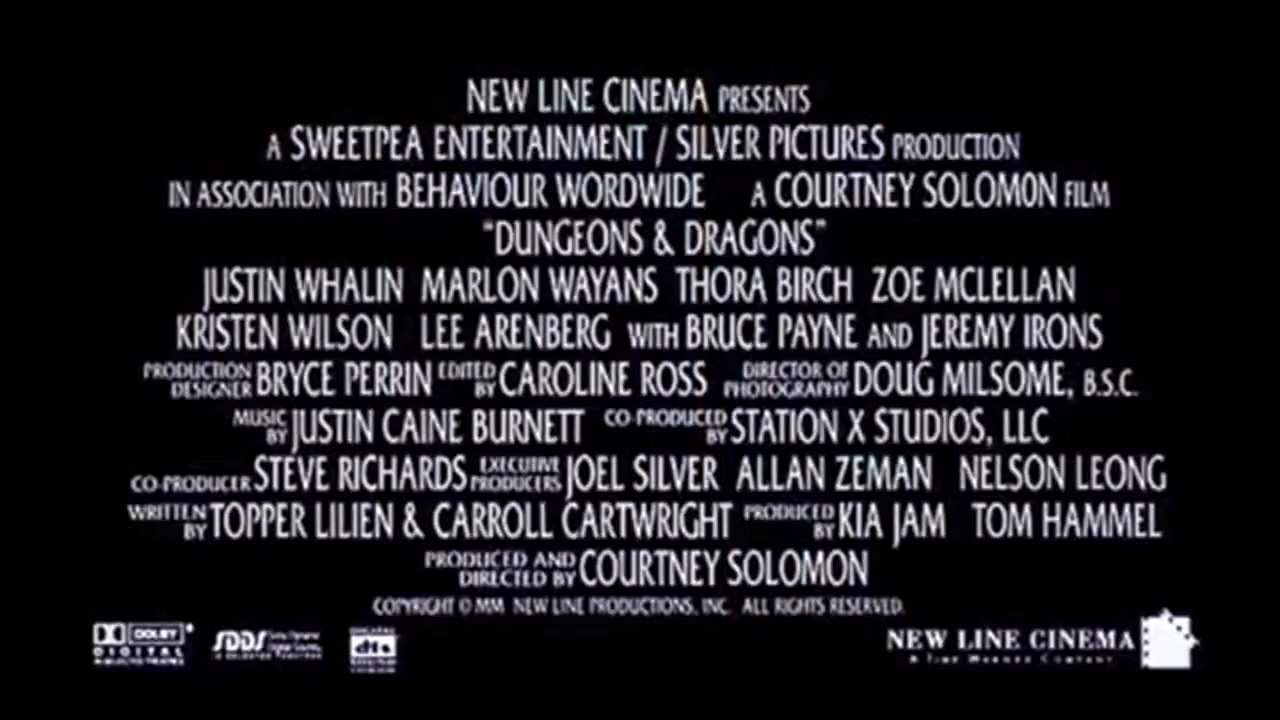 NEW LINE CINEMA PRESENTS
A SWEETPEA ENTERTAINMENT / SILVER PICTURES PRODUCTION
IN ASSOCIATION WITH BEHAVIOUR WORDWIDE A COURTNEY SOLOMON FILM
"DUNGEONS & DRAGONS"
JUSTIN WHALIN MARLON WAYANS THORA BIRCH ZOE MCLELLAN
KRISTEN WILSON LEE ARENBERG WITH BRUCE PAYNE AND JEREMY IRONS
PRODUCTION DESIGNER BRYCE PERRIN EDITED BY CAROLINE ROSS DIRECTOR OF PHOTOGRAPHY DOUG MILSOME, B.S.C.
MUSIC BY JUSTIN CAINE BURNETT CO-PRODUCED BY STATION X STUDIOS, LLC
CO-PRODUCER STEVE RICHARDS EXECUTIVE PRODUCERS JOEL SILVER ALLAN ZEMAN NELSON LEONG
WRITTEN BY TOPPER LILIEN & CARROLL CARTWRIGHT PRODUCED BY KIA JAM TOM HAMMEL
PRODUCED AND DIRECTED BY COURTNEY SOLOMON
COPYRIGHT © MM NEW LINE PRODUCTIONS, INC. ALL RIGHTS RESERVED.
DOLBY DIGITAL
SDDS
dts
NEW LINE CINEMA
A Time Warner Company